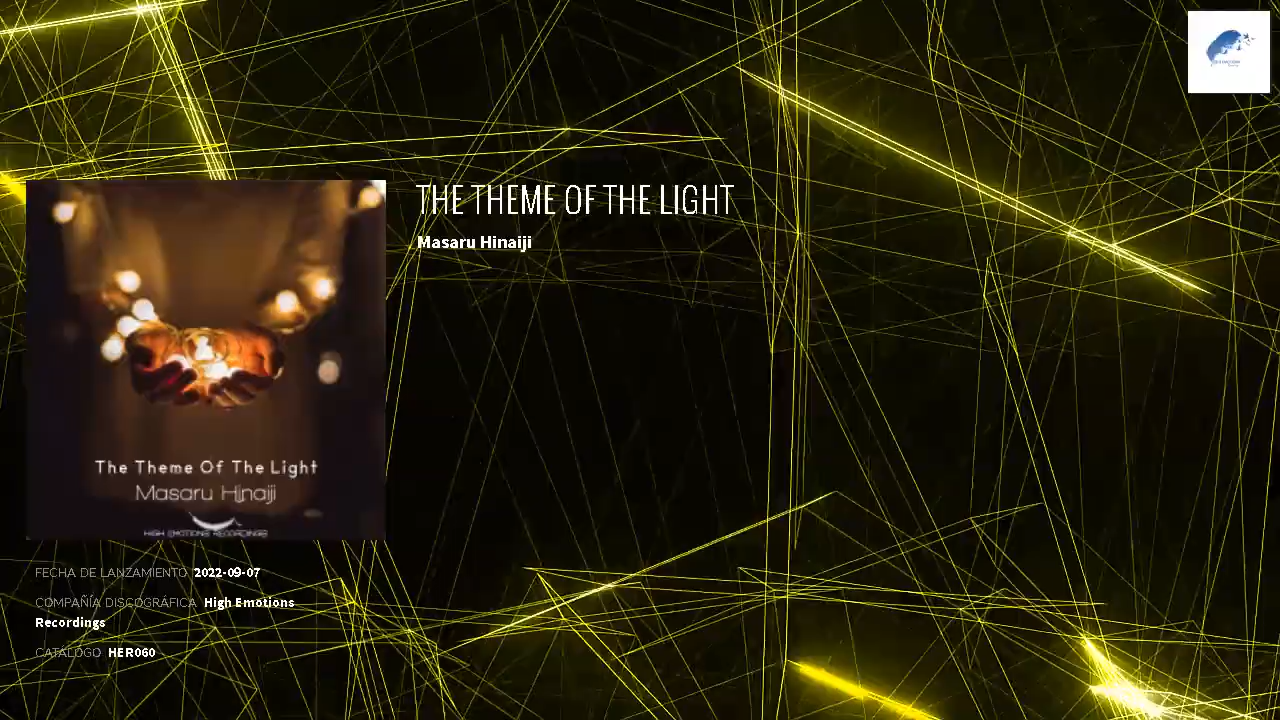 THE THEME OF THE LIGHT
Masaru Hinaiji
The Theme Of The Light
Masaru Hinaiji
HIGH EMOTIONS RECORDINGS
FECHA DE LANZAMIENTO 2022-09-07
COMPAÑÍA DISCOGRÁFICA High Emotions
Recordings
CATÁLOGO HER060